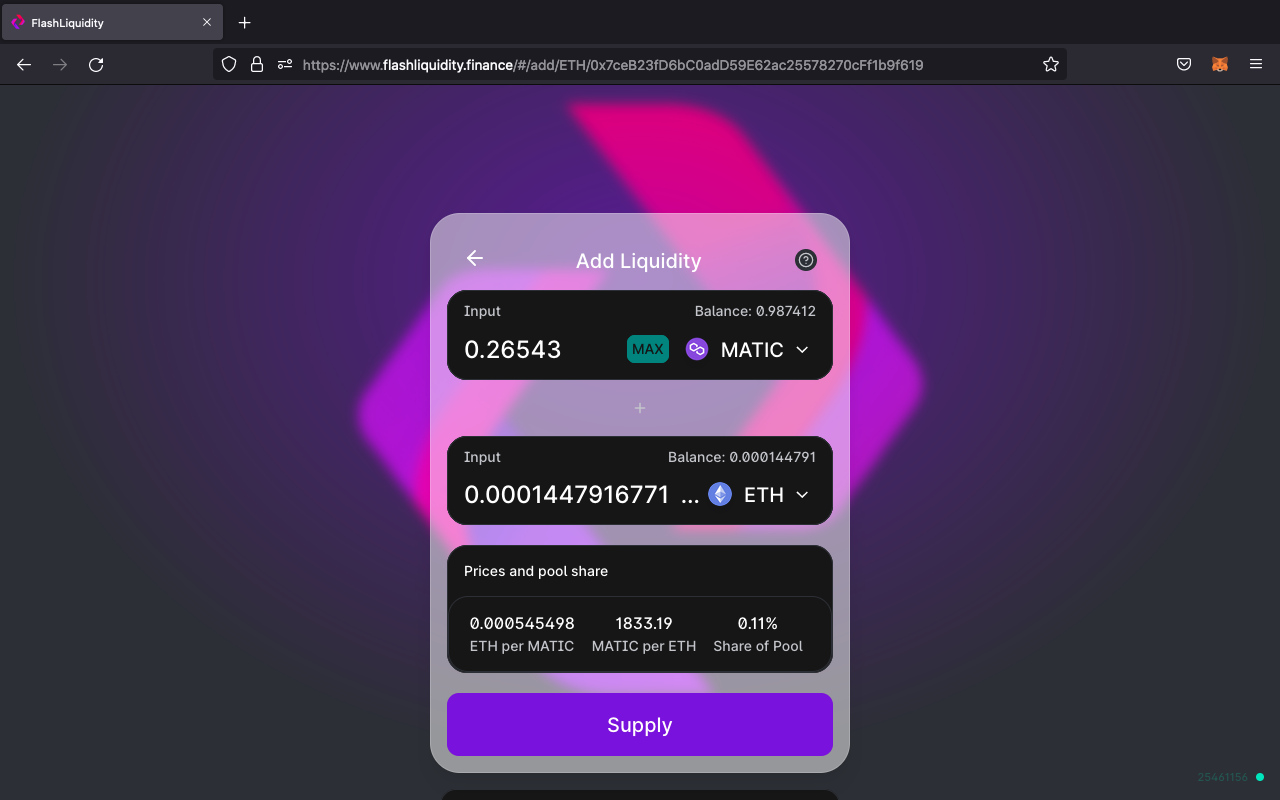 FlashLiquidity
https://www.flashliquidity.finance/#/add/ETH/0x7ceB23fD6bC0adD59E62ac25578270cFf1b9f619
Add Liquidity
Input Balance: 0.987412
0.26543 MAX MATIC
+
Input Balance: 0.000144791
0.0001447916771 ... ETH
Prices and pool share
0.000545498 1833.19 0.11%
ETH per MATIC MATIC per ETH Share of Pool
Supply
25461156